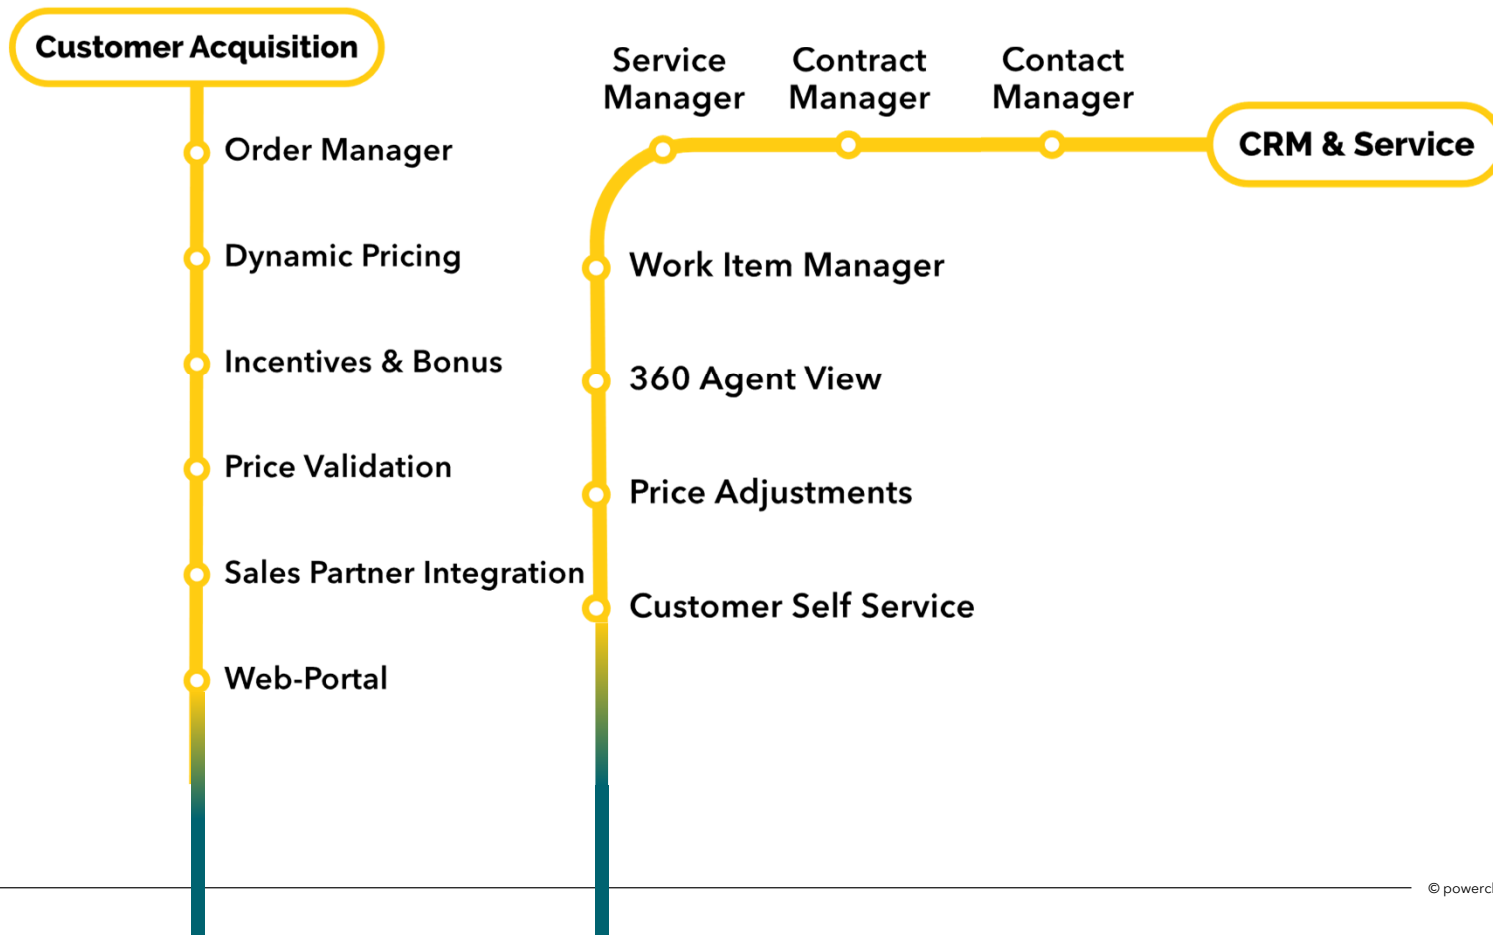 Customer Acquisition
Order Manager
Dynamic Pricing
Incentives & Bonus
Price Validation
Sales Partner Integration
Web-Portal
Service
Manager
Contract
Manager
Contact
Manager
CRM & Service
Work Item Manager
360 Agent View
Price Adjustments
Customer Self Service
©